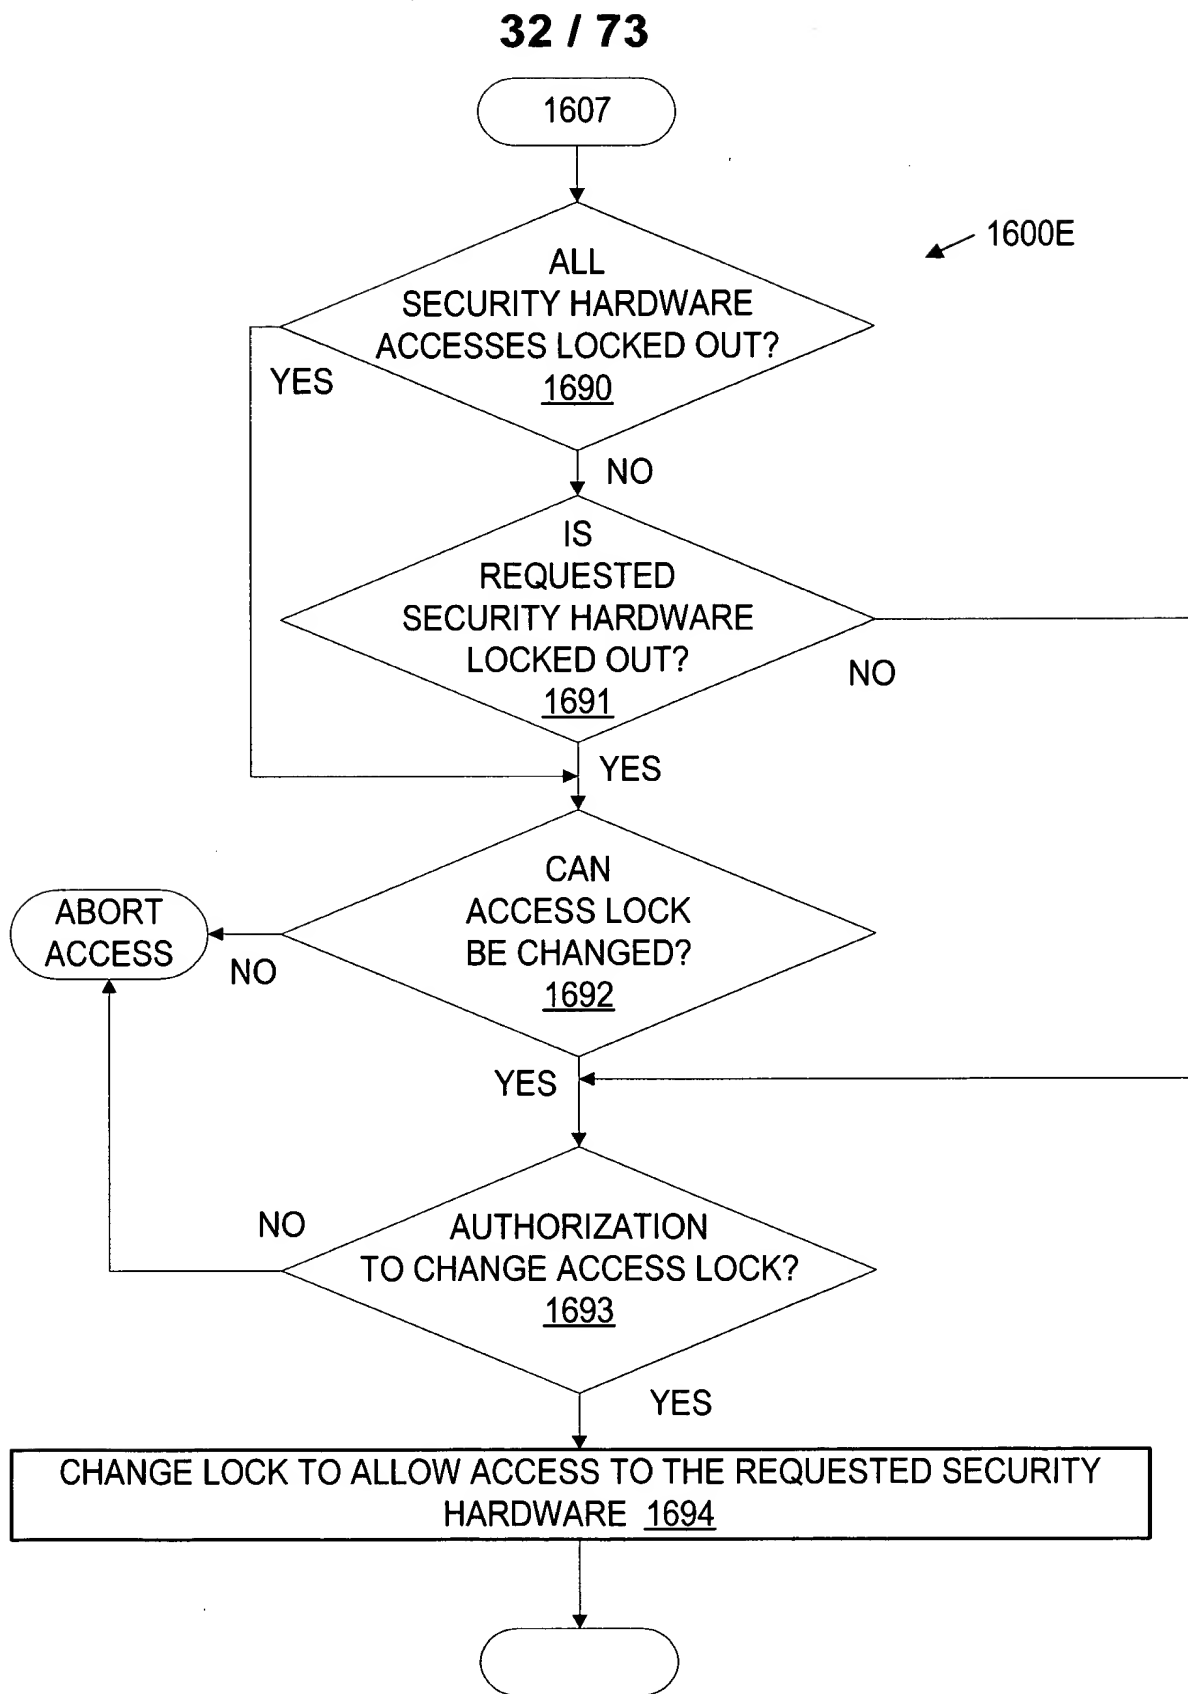 32 / 73
1607
1600E
ALL
SECURITY HARDWARE
ACCESSES LOCKED OUT?
1690
YES
NO
IS
REQUESTED
SECURITY HARDWARE
LOCKED OUT?
1691
NO
YES
CAN
ACCESS LOCK
BE CHANGED?
1692
ABORT
ACCESS
NO
YES
NO
AUTHORIZATION
TO CHANGE ACCESS LOCK?
1693
YES
CHANGE LOCK TO ALLOW ACCESS TO THE REQUESTED SECURITY
HARDWARE 1694